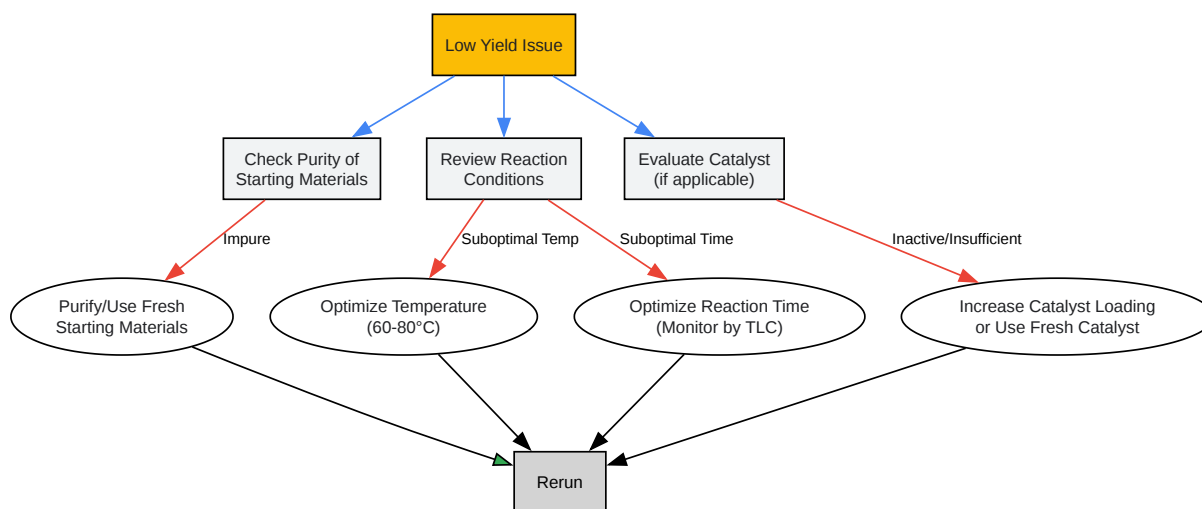 Low Yield Issue
Check Purity of
Starting Materials
Review Reaction
Conditions
Evaluate Catalyst
(if applicable)
Impure
Suboptimal Temp
Suboptimal Time
Inactive/Insufficient
Purify/Use Fresh
Starting Materials
Optimize Temperature
(60-80°C)
Optimize Reaction Time
(Monitor by TLC)
Increase Catalyst Loading
or Use Fresh Catalyst
Rerun